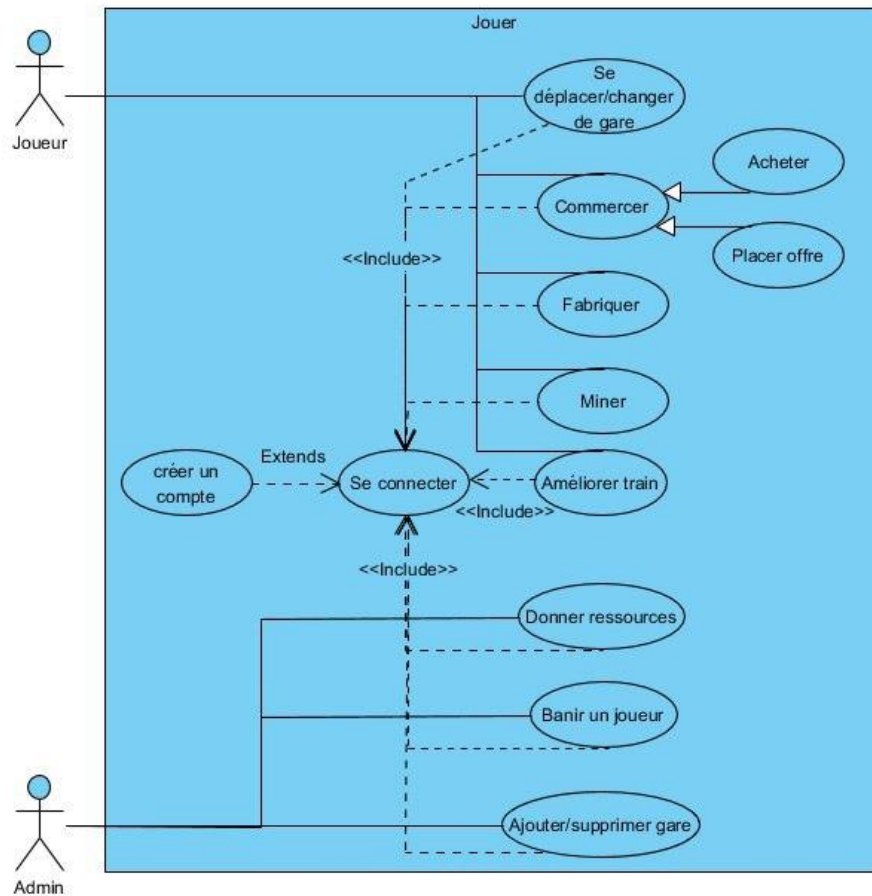 Jouer
Joueur
Se
déplacer/changer
de gare
Acheter
Commercer
Placer offre
<<Include>>
Fabriquer
Miner
créer un
compte
Extends
Se connecter
Améliorer train
<<Include>>
<<Include>>
Donner ressources
Banir un joueur
Ajouter/supprimer gare
Admin